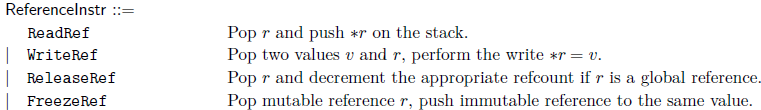 ReferenceInstr ::=
ReadRef Pop r and push ∗r on the stack.
| WriteRef Pop two values v and r, perform the write ∗r = v.
| ReleaseRef Pop r and decrement the appropriate refcount if r is a global reference.
| FreezeRef Pop mutable reference r, push immutable reference to the same value.